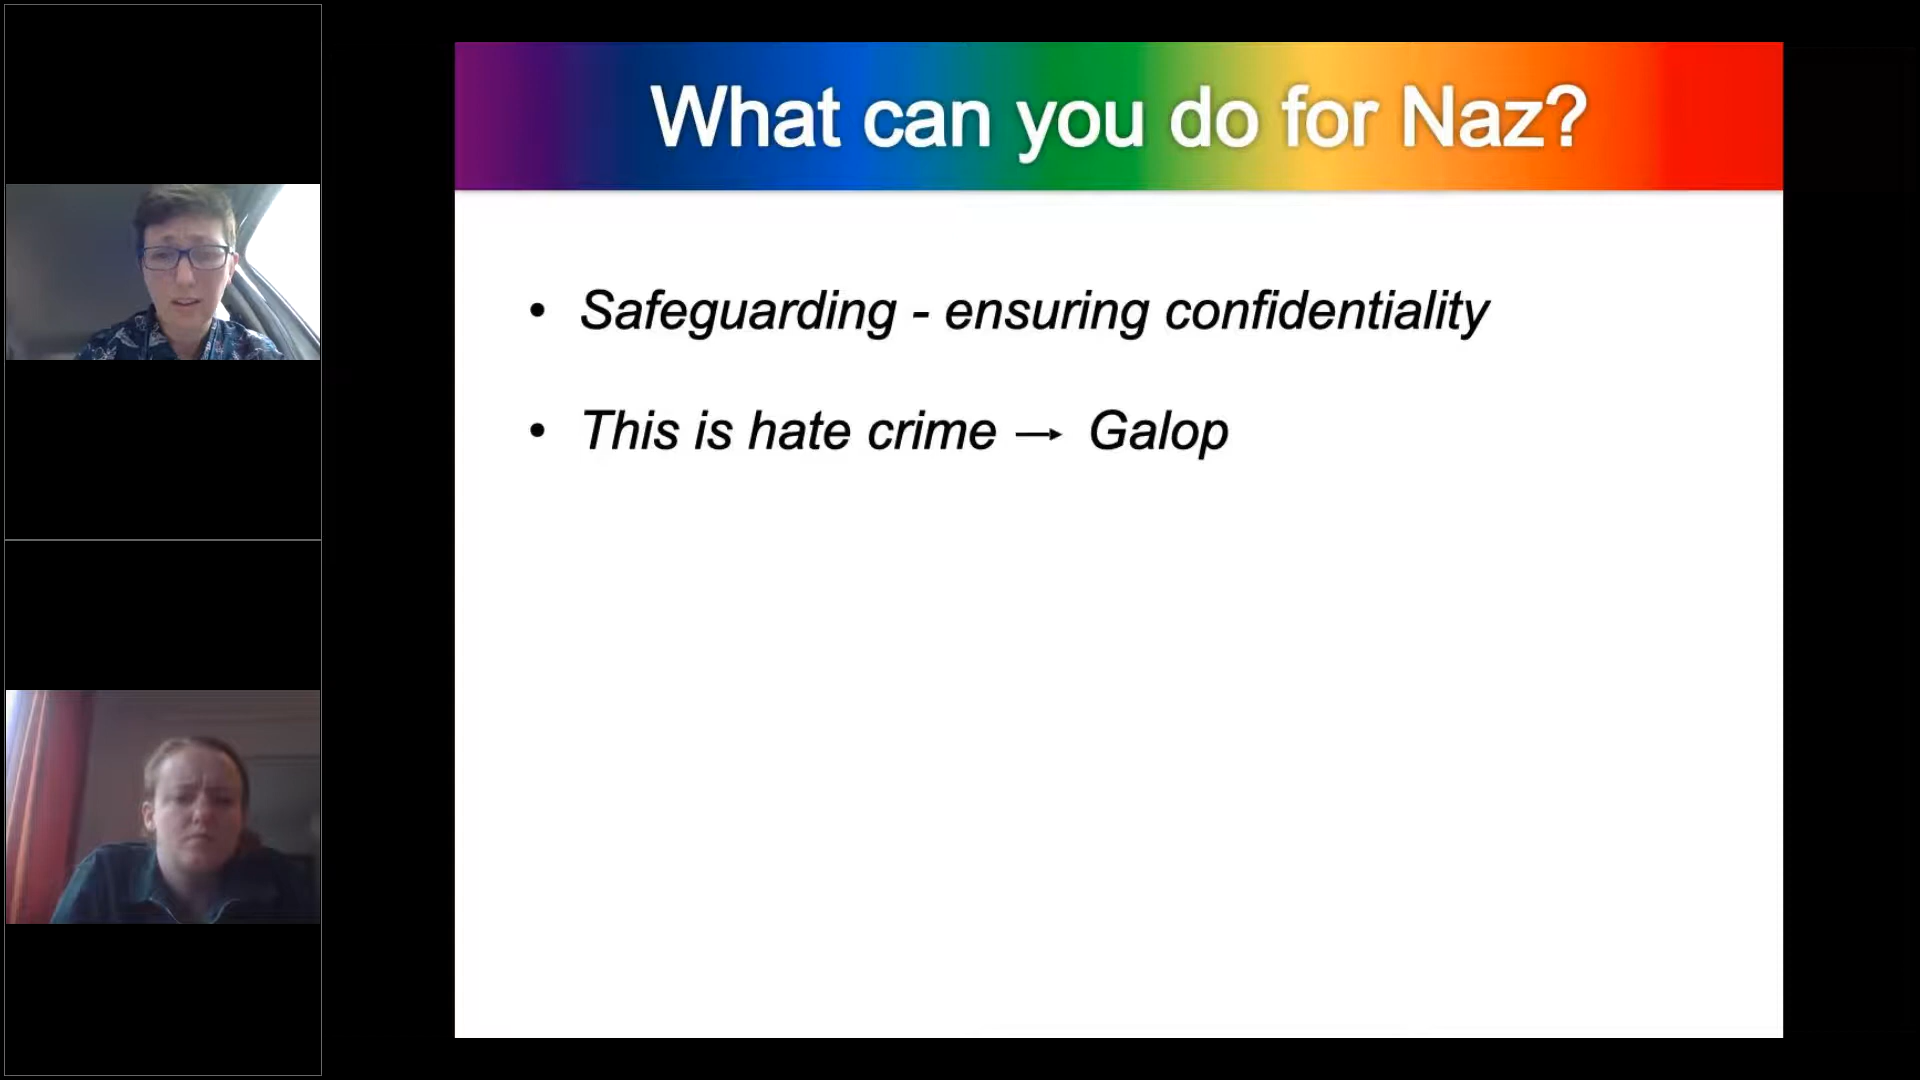 What can you do for Naz?
• Safeguarding - ensuring confidentiality
• This is hate crime → Galop